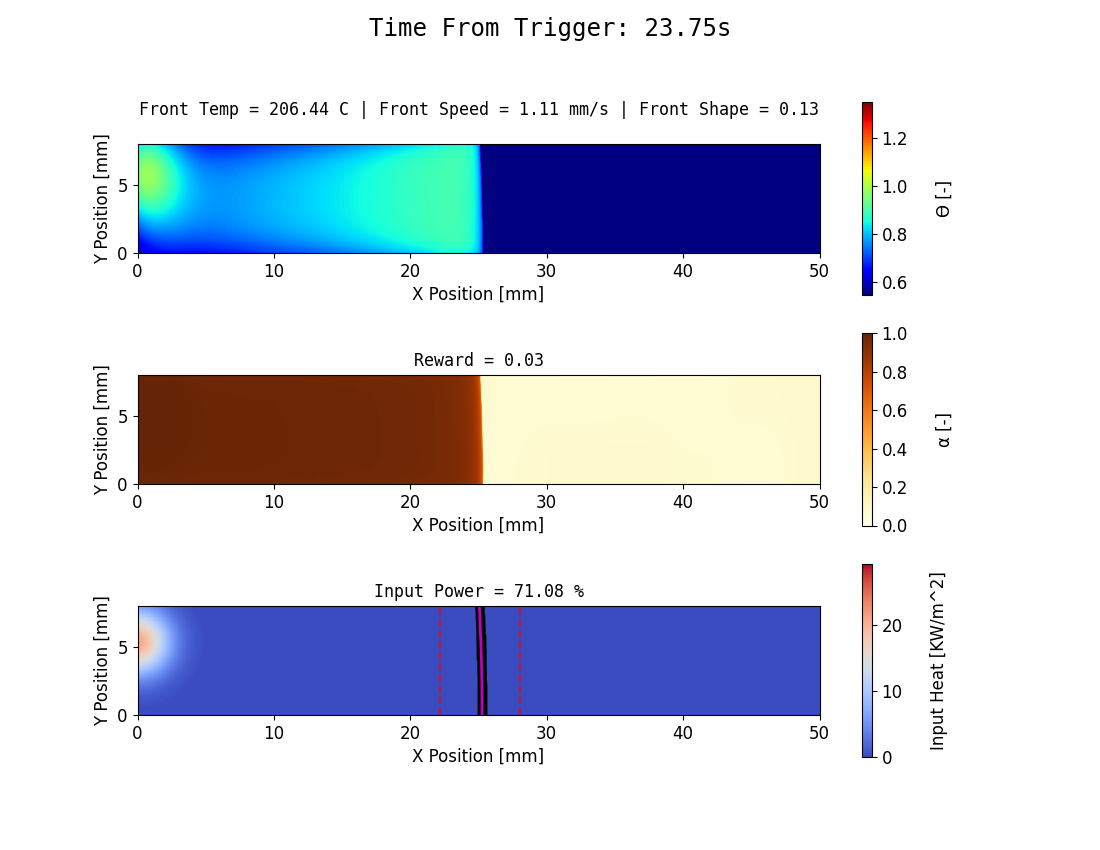 Time From Trigger: 23.75s
Front Temp = 206.44 C | Front Speed = 1.11 mm/s | Front Shape = 0.13
Y Position [mm]
5
0
0 10 20 30 40 50
X Position [mm]
1.2
1.0
0.8
0.6
Θ [-]
Reward = 0.03
Y Position [mm]
5
0
0 10 20 30 40 50
X Position [mm]
1.0
0.8
0.6
0.4
0.2
0.0
α [-]
Input Power = 71.08 %
Y Position [mm]
5
0
0 10 20 30 40 50
X Position [mm]
20
10
0
Input Heat [KW/m^2]